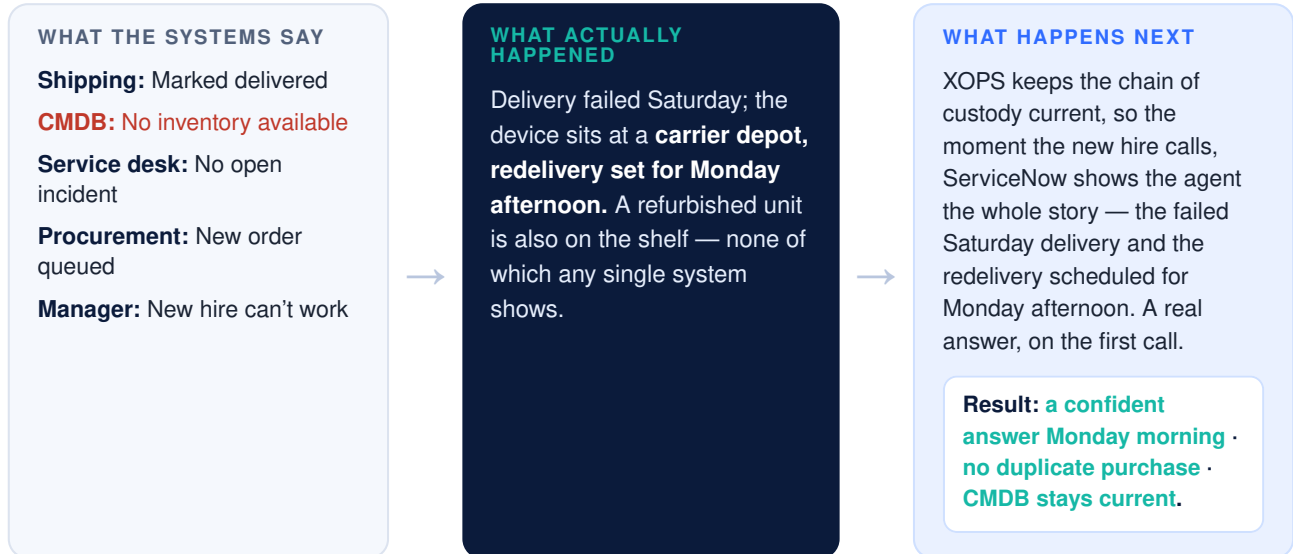 WHAT THE SYSTEMS SAY
Shipping: Marked delivered
CMDB: No inventory available
Service desk: No open
incident
Procurement: New order
queued
Manager: New hire can’t work
→
WHAT ACTUALLY
HAPPENED
Delivery failed Saturday; the
device sits at a carrier depot,
redelivery set for Monday
afternoon. A refurbished unit
is also on the shelf — none of
which any single system
shows.
→
WHAT HAPPENS NEXT
XOPS keeps the chain of
custody current, so the
moment the new hire calls,
ServiceNow shows the agent
the whole story — the failed
Saturday delivery and the
redelivery scheduled for
Monday afternoon. A real
answer, on the first call.
Result: a confident
answer Monday morning ·
no duplicate purchase ·
CMDB stays current.